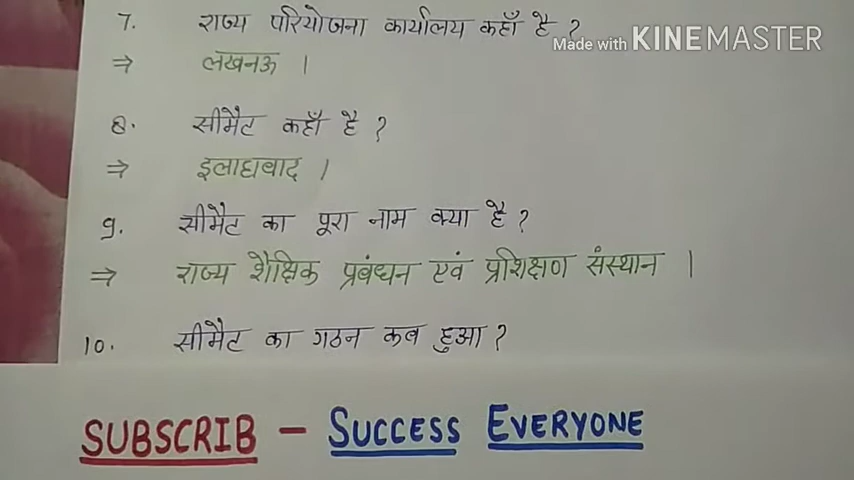 7. राज्य परियोजना कार्यालय कहाँ है ?
Made with KINEMASTER
⇒ लखनऊ ।
8. सीमैट कहाँ है ?
⇒ इलाहाबाद ।
9. सीमैट का पूरा नाम क्या है ?
⇒ राज्य शैक्षिक प्रबंधन एवं प्रशिक्षण संस्थान ।
10. सीमैट का गठन कब हुआ ?
SUBSCRIB - SUCCESS EVERYONE